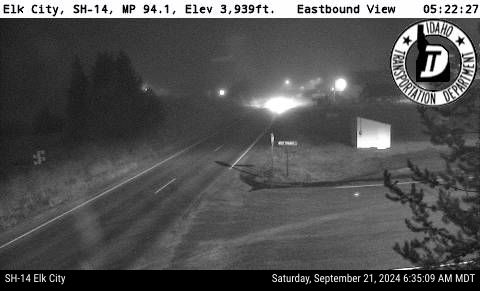 Elk City, SH-14, MP 94.1, Elev 3,939ft. Eastbound View 05:22:27
IDAHO
TRANSPORTATION DEPARTMENT
SH-14 Elk City
Saturday, September 21, 2024 6:35:09 AM MDT